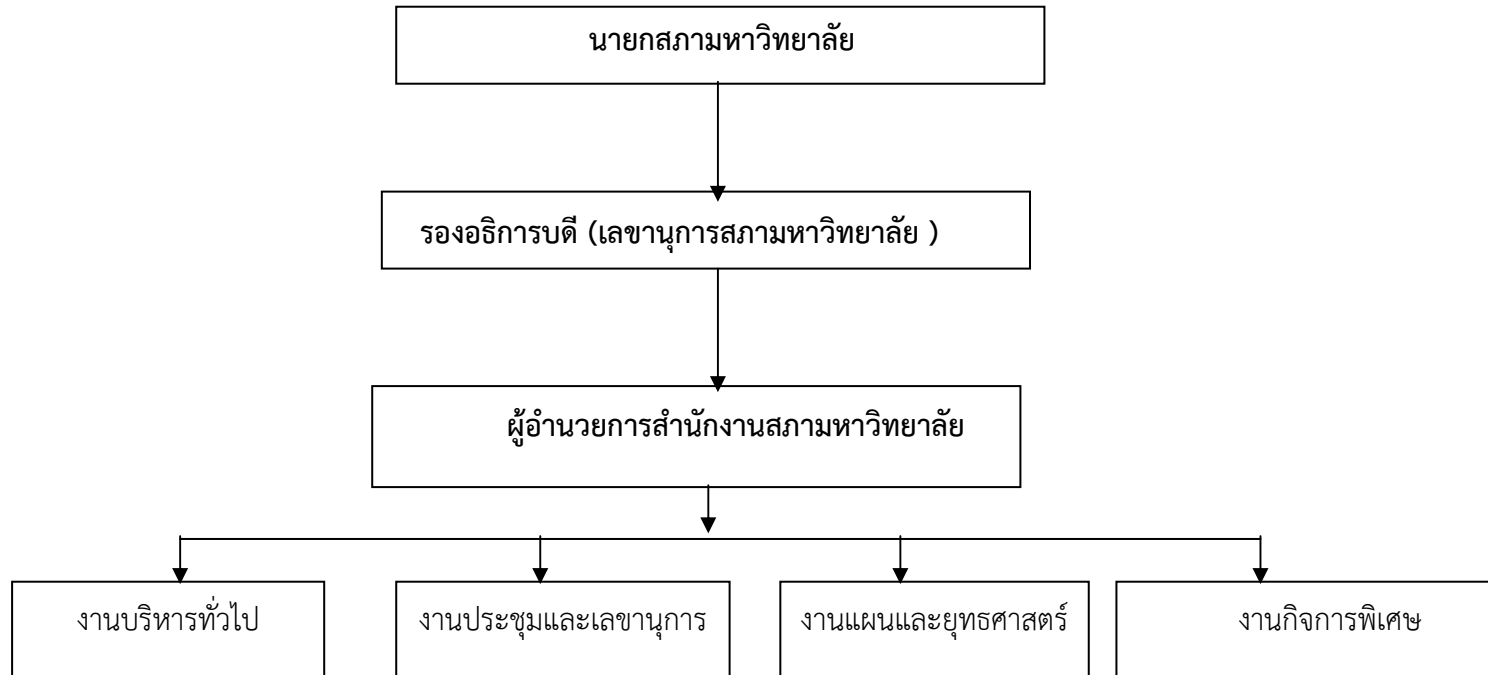 นายกสภามหาวิทยาลัย
รองอธิการบดี (เลขานุการสภามหาวิทยาลัย )
ผู้อำนวยการสำนักงานสภามหาวิทยาลัย
งานบริหารทั่วไป
งานประชุมและเลขานุการ
งานแผนและยุทธศาสตร์
งานกิจการพิเศษ